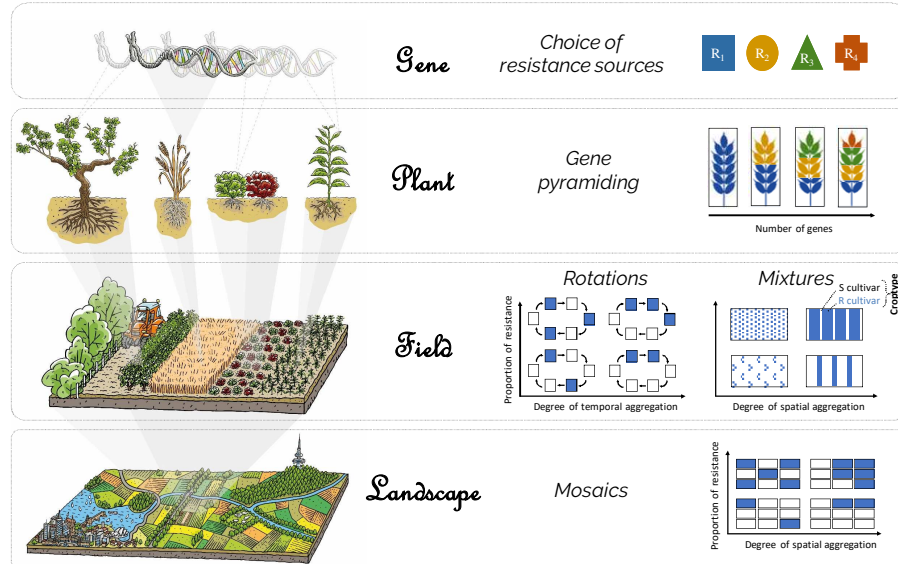 Gene
Choice of
resistance sources
R1
R2
R3
R4
Plant
Gene
pyramiding
Number of genes
Field
Rotations
Proportion of resistance
Degree of temporal aggregation
Mixtures
S cultivar
R cultivar
Croptype
Degree of spatial aggregation
Landscape
Mosaics
Proportion of resistance
Degree of spatial aggregation